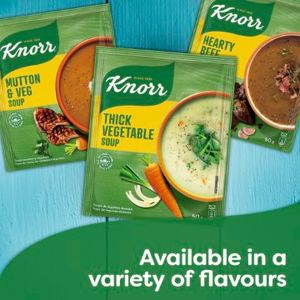 Knorr
MUTTON
& VEG
SOUP
Knorr
THICK
VEGETABLE
SOUP
Knorr
HEARTY
BEEF
Available in a
variety of flavours